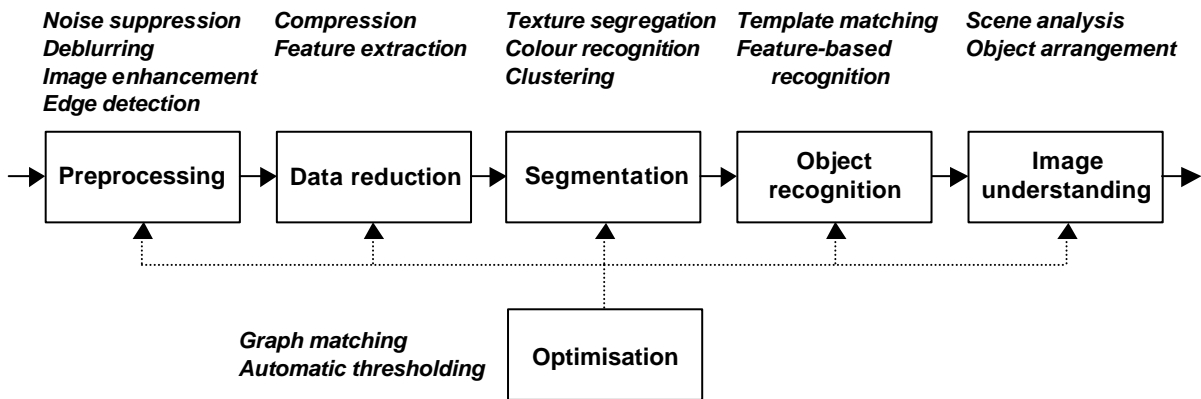 Noise suppression
Deblurring
Image enhancement
Edge detection
Compression
Feature extraction
Texture segregation
Colour recognition
Clustering
Template matching
Feature-based
recognition
Scene analysis
Object arrangement
Preprocessing
Data reduction
Segmentation
Object
recognition
Image
understanding
Graph matching
Automatic thresholding
Optimisation